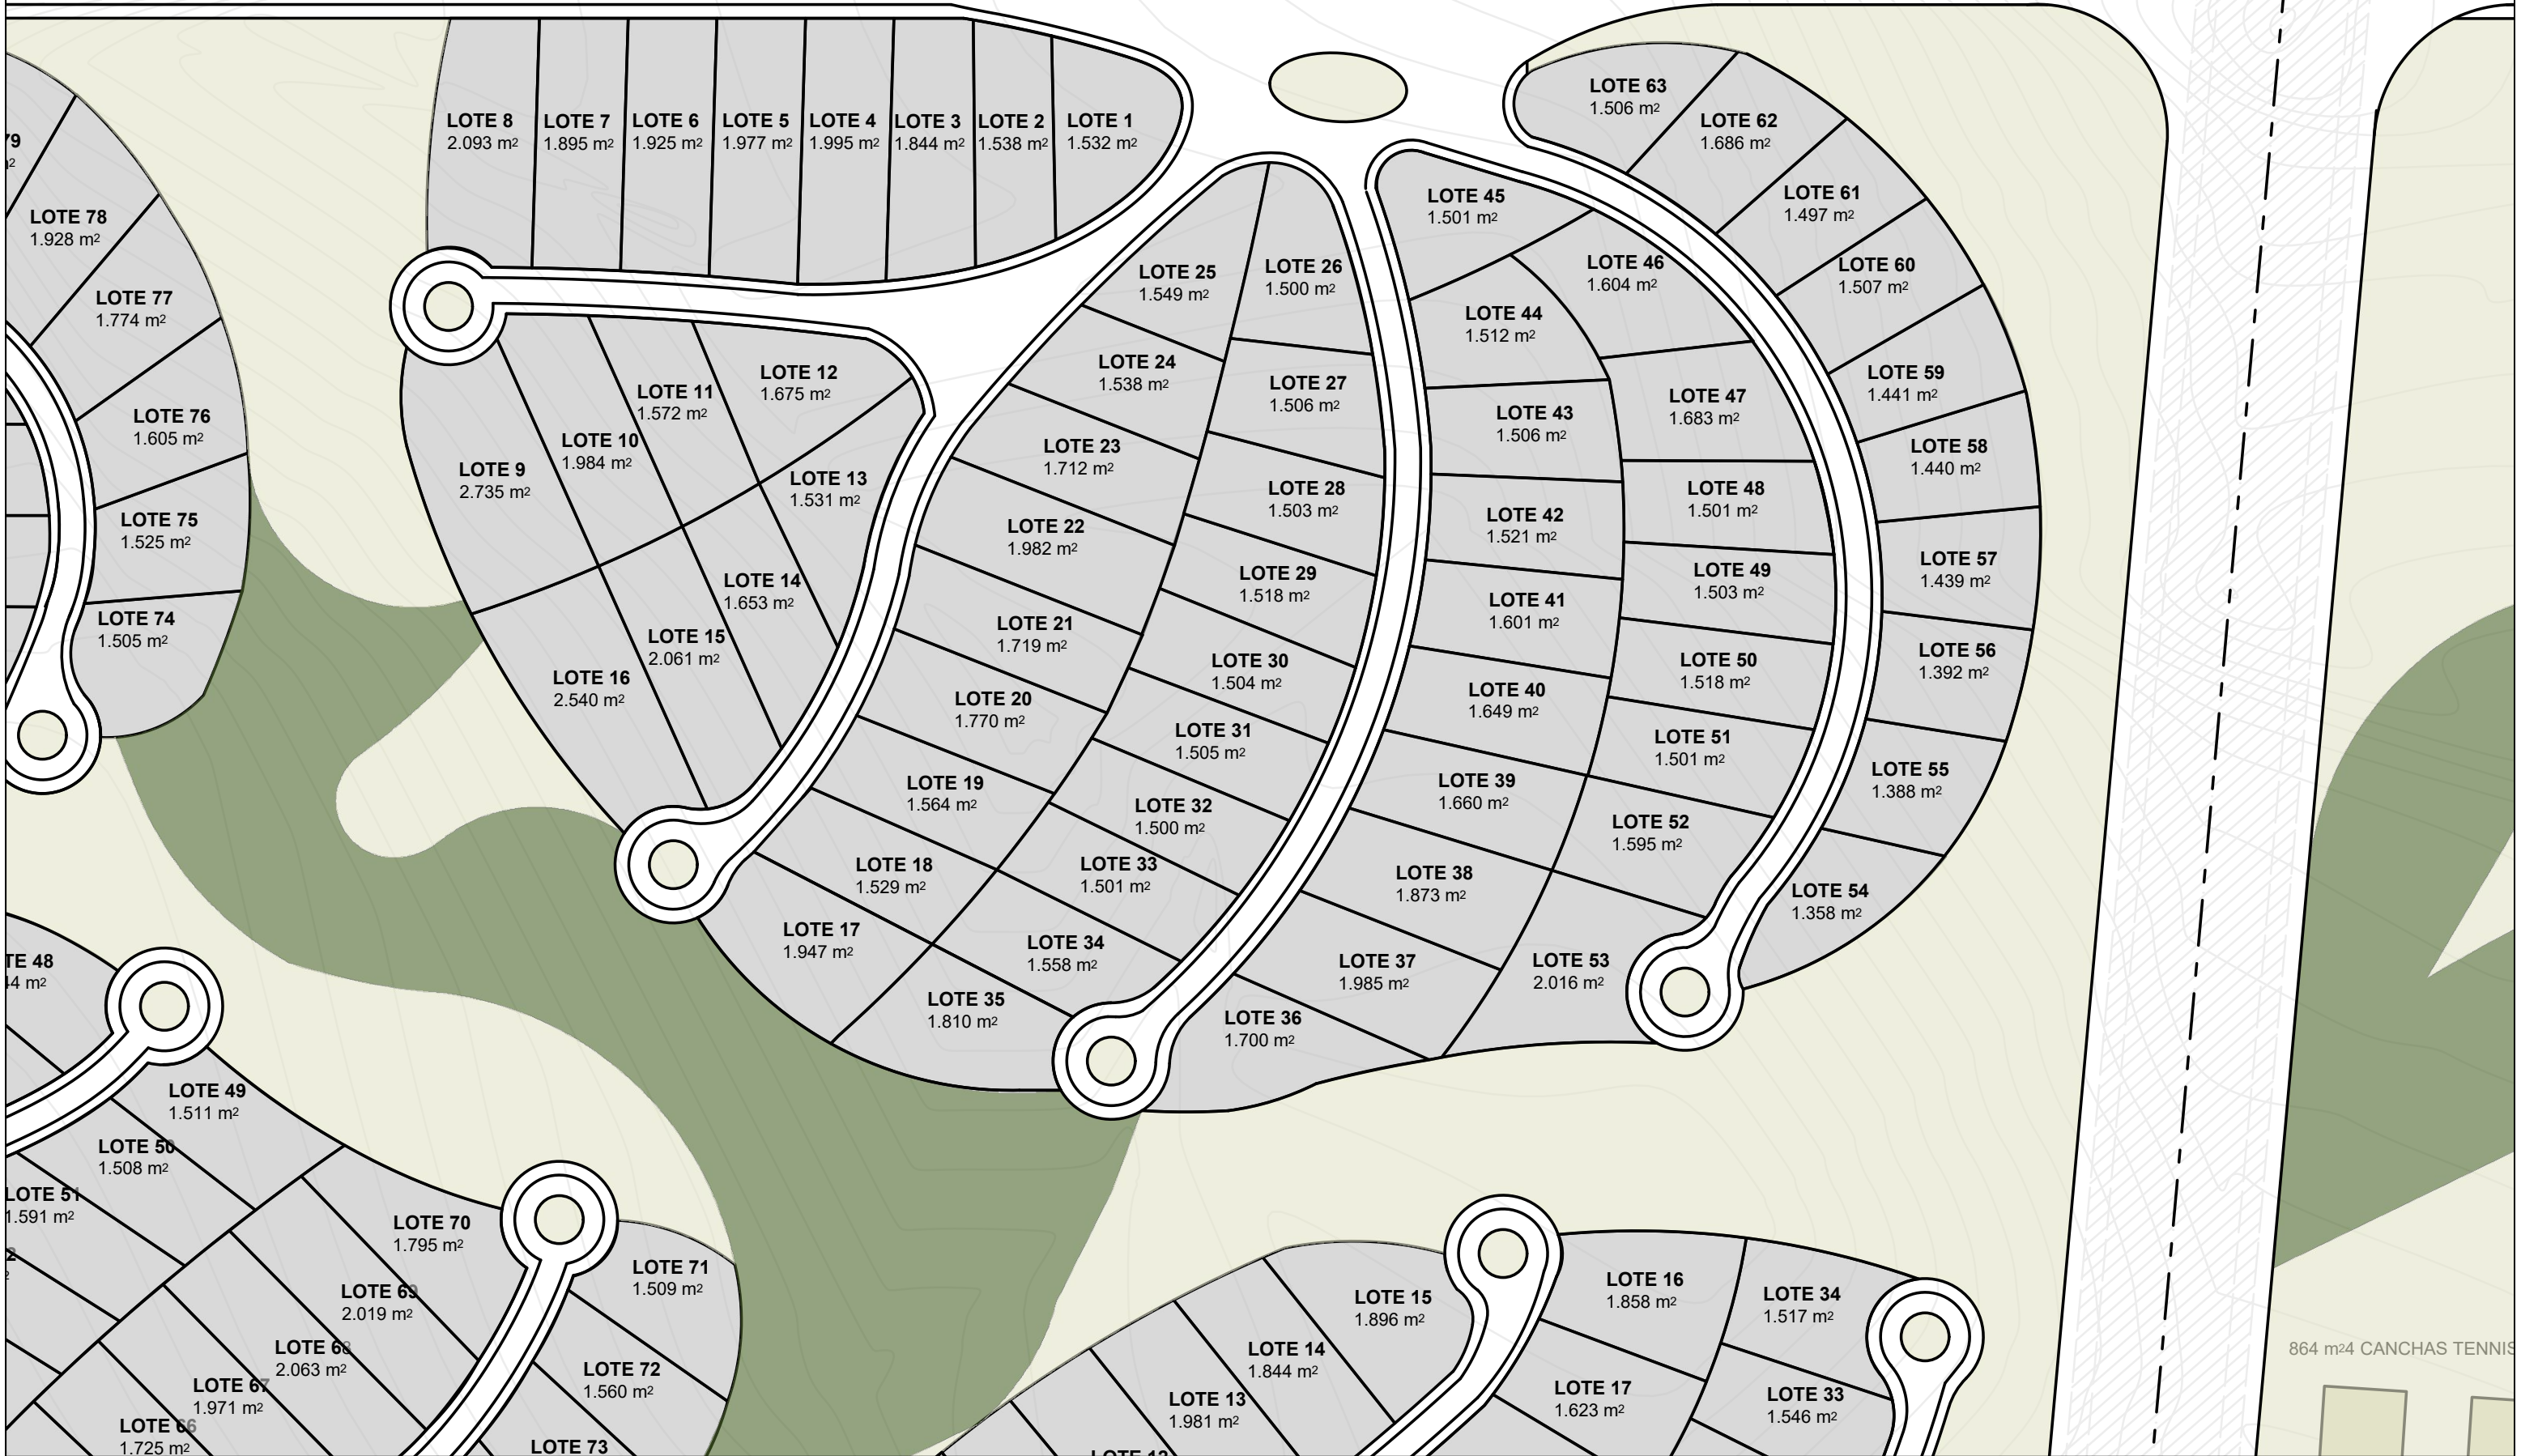 LOTE 8
2.093 m²
LOTE 7
1.895 m²
LOTE 6
1.925 m²
LOTE 5
1.977 m²
LOTE 4
1.995 m²
LOTE 3
1.844 m²
LOTE 2
1.538 m²
LOTE 1
1.532 m²
LOTE 63
1.506 m²
LOTE 62
1.686 m²
LOTE 61
1.497 m²
LOTE 60
1.507 m²
LOTE 59
1.441 m²
LOTE 58
1.440 m²
LOTE 57
1.439 m²
LOTE 56
1.392 m²
LOTE 55
1.388 m²
LOTE 54
1.358 m²
79
LOTE 78
1.928 m²
LOTE 77
1.774 m²
LOTE 76
1.605 m²
LOTE 75
1.525 m²
LOTE 74
1.505 m²
LOTE 9
2.735 m²
LOTE 10
1.984 m²
LOTE 11
1.572 m²
LOTE 12
1.675 m²
LOTE 13
1.531 m²
LOTE 14
1.653 m²
LOTE 15
2.061 m²
LOTE 16
2.540 m²
LOTE 25
1.549 m²
LOTE 24
1.538 m²
LOTE 23
1.712 m²
LOTE 22
1.982 m²
LOTE 21
1.719 m²
LOTE 20
1.770 m²
LOTE 19
1.564 m²
LOTE 18
1.529 m²
LOTE 17
1.947 m²
LOTE 26
1.500 m²
LOTE 27
1.506 m²
LOTE 28
1.503 m²
LOTE 29
1.518 m²
LOTE 30
1.504 m²
LOTE 31
1.505 m²
LOTE 32
1.500 m²
LOTE 33
1.501 m²
LOTE 34
1.558 m²
LOTE 35
1.810 m²
LOTE 45
1.501 m²
LOTE 44
1.512 m²
LOTE 43
1.506 m²
LOTE 42
1.521 m²
LOTE 41
1.601 m²
LOTE 40
1.649 m²
LOTE 39
1.660 m²
LOTE 38
1.873 m²
LOTE 37
1.985 m²
LOTE 36
1.700 m²
LOTE 46
1.604 m²
LOTE 47
1.683 m²
LOTE 48
1.501 m²
LOTE 49
1.503 m²
LOTE 50
1.518 m²
LOTE 51
1.501 m²
LOTE 52
1.595 m²
LOTE 53
2.016 m²
TE 48
44 m²
LOTE 49
1.511 m²
LOTE 50
1.508 m²
LOTE 51
1.591 m²
LOTE 70
1.795 m²
LOTE 69
2.019 m²
LOTE 68
2.063 m²
LOTE 67
1.971 m²
LOTE 66
1.725 m²
LOTE 71
1.509 m²
LOTE 72
1.560 m²
LOTE 73
LOTE 15
1.896 m²
LOTE 14
1.844 m²
LOTE 13
1.981 m²
LOTE 12
LOTE 16
1.858 m²
LOTE 17
1.623 m²
LOTE 34
1.517 m²
LOTE 33
1.546 m²
864 m²4 CANCHAS TENNIS